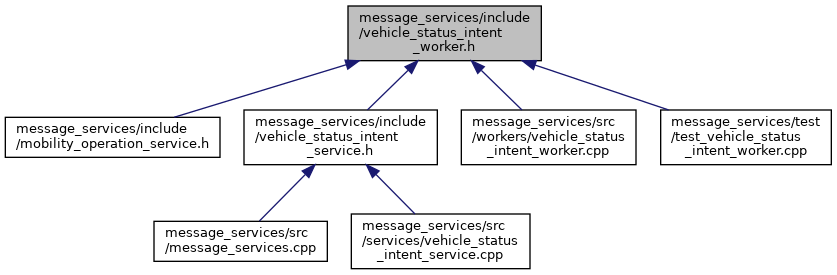 message_services/include
/vehicle_status_intent
_worker.h
message_services/include
/mobility_operation_service.h
message_services/include
/vehicle_status_intent
_service.h
message_services/src
/workers/vehicle_status
_intent_worker.cpp
message_services/test
/test_vehicle_status
_intent_worker.cpp
message_services/src
/message_services.cpp
message_services/src
/services/vehicle_status
_intent_service.cpp